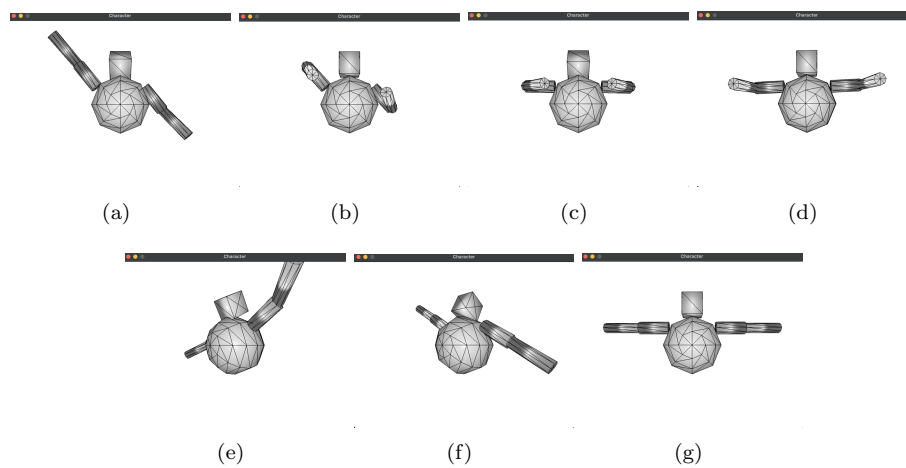 Character
Character
Character
Character
(a)
(b)
(c)
(d)
Character
Character
Character
(e)
(f)
(g)